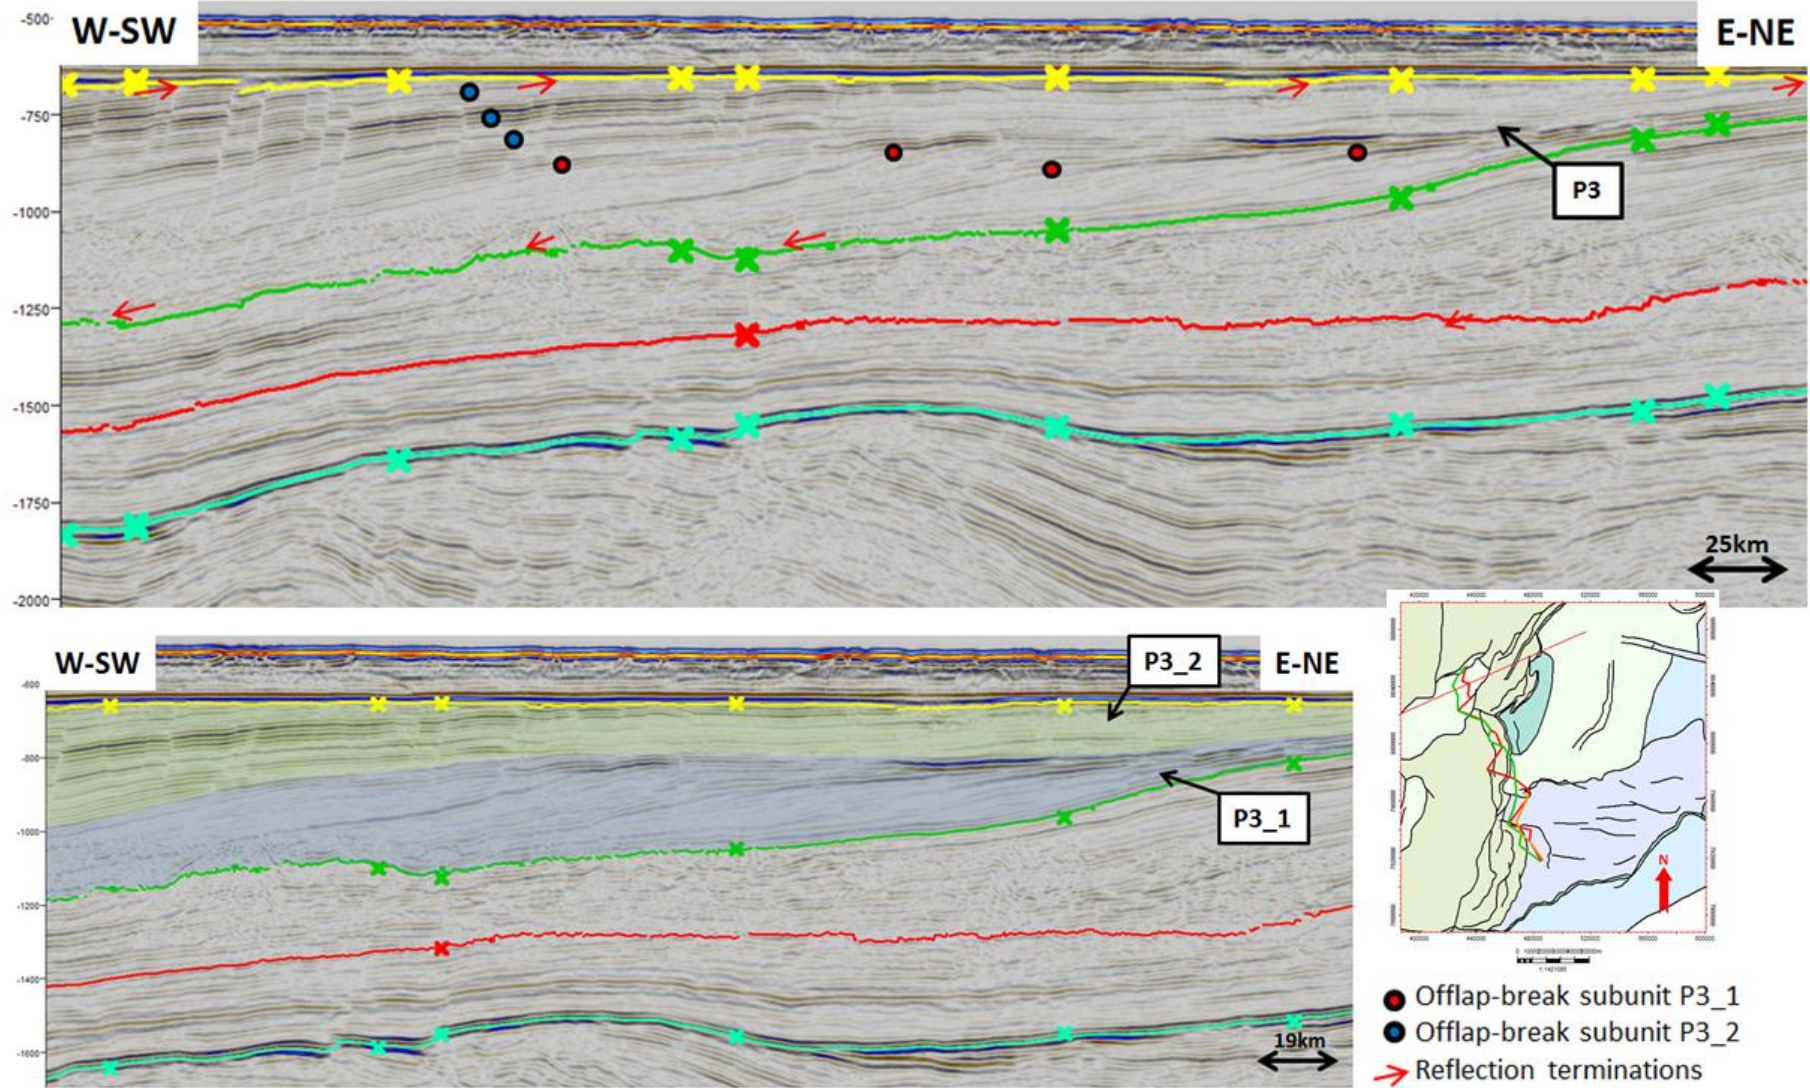 -500
W-SW
E-NE
-750
P3
-1000
-1250
-1500
25km
-1750
-2000
W-SW
P3_2
E-NE
-600
-800
P3_1
-1000
-1200
-1400
19km
-1600
N
Offlap-break subunit P3_1
Offlap-break subunit P3_2
Reflection terminations